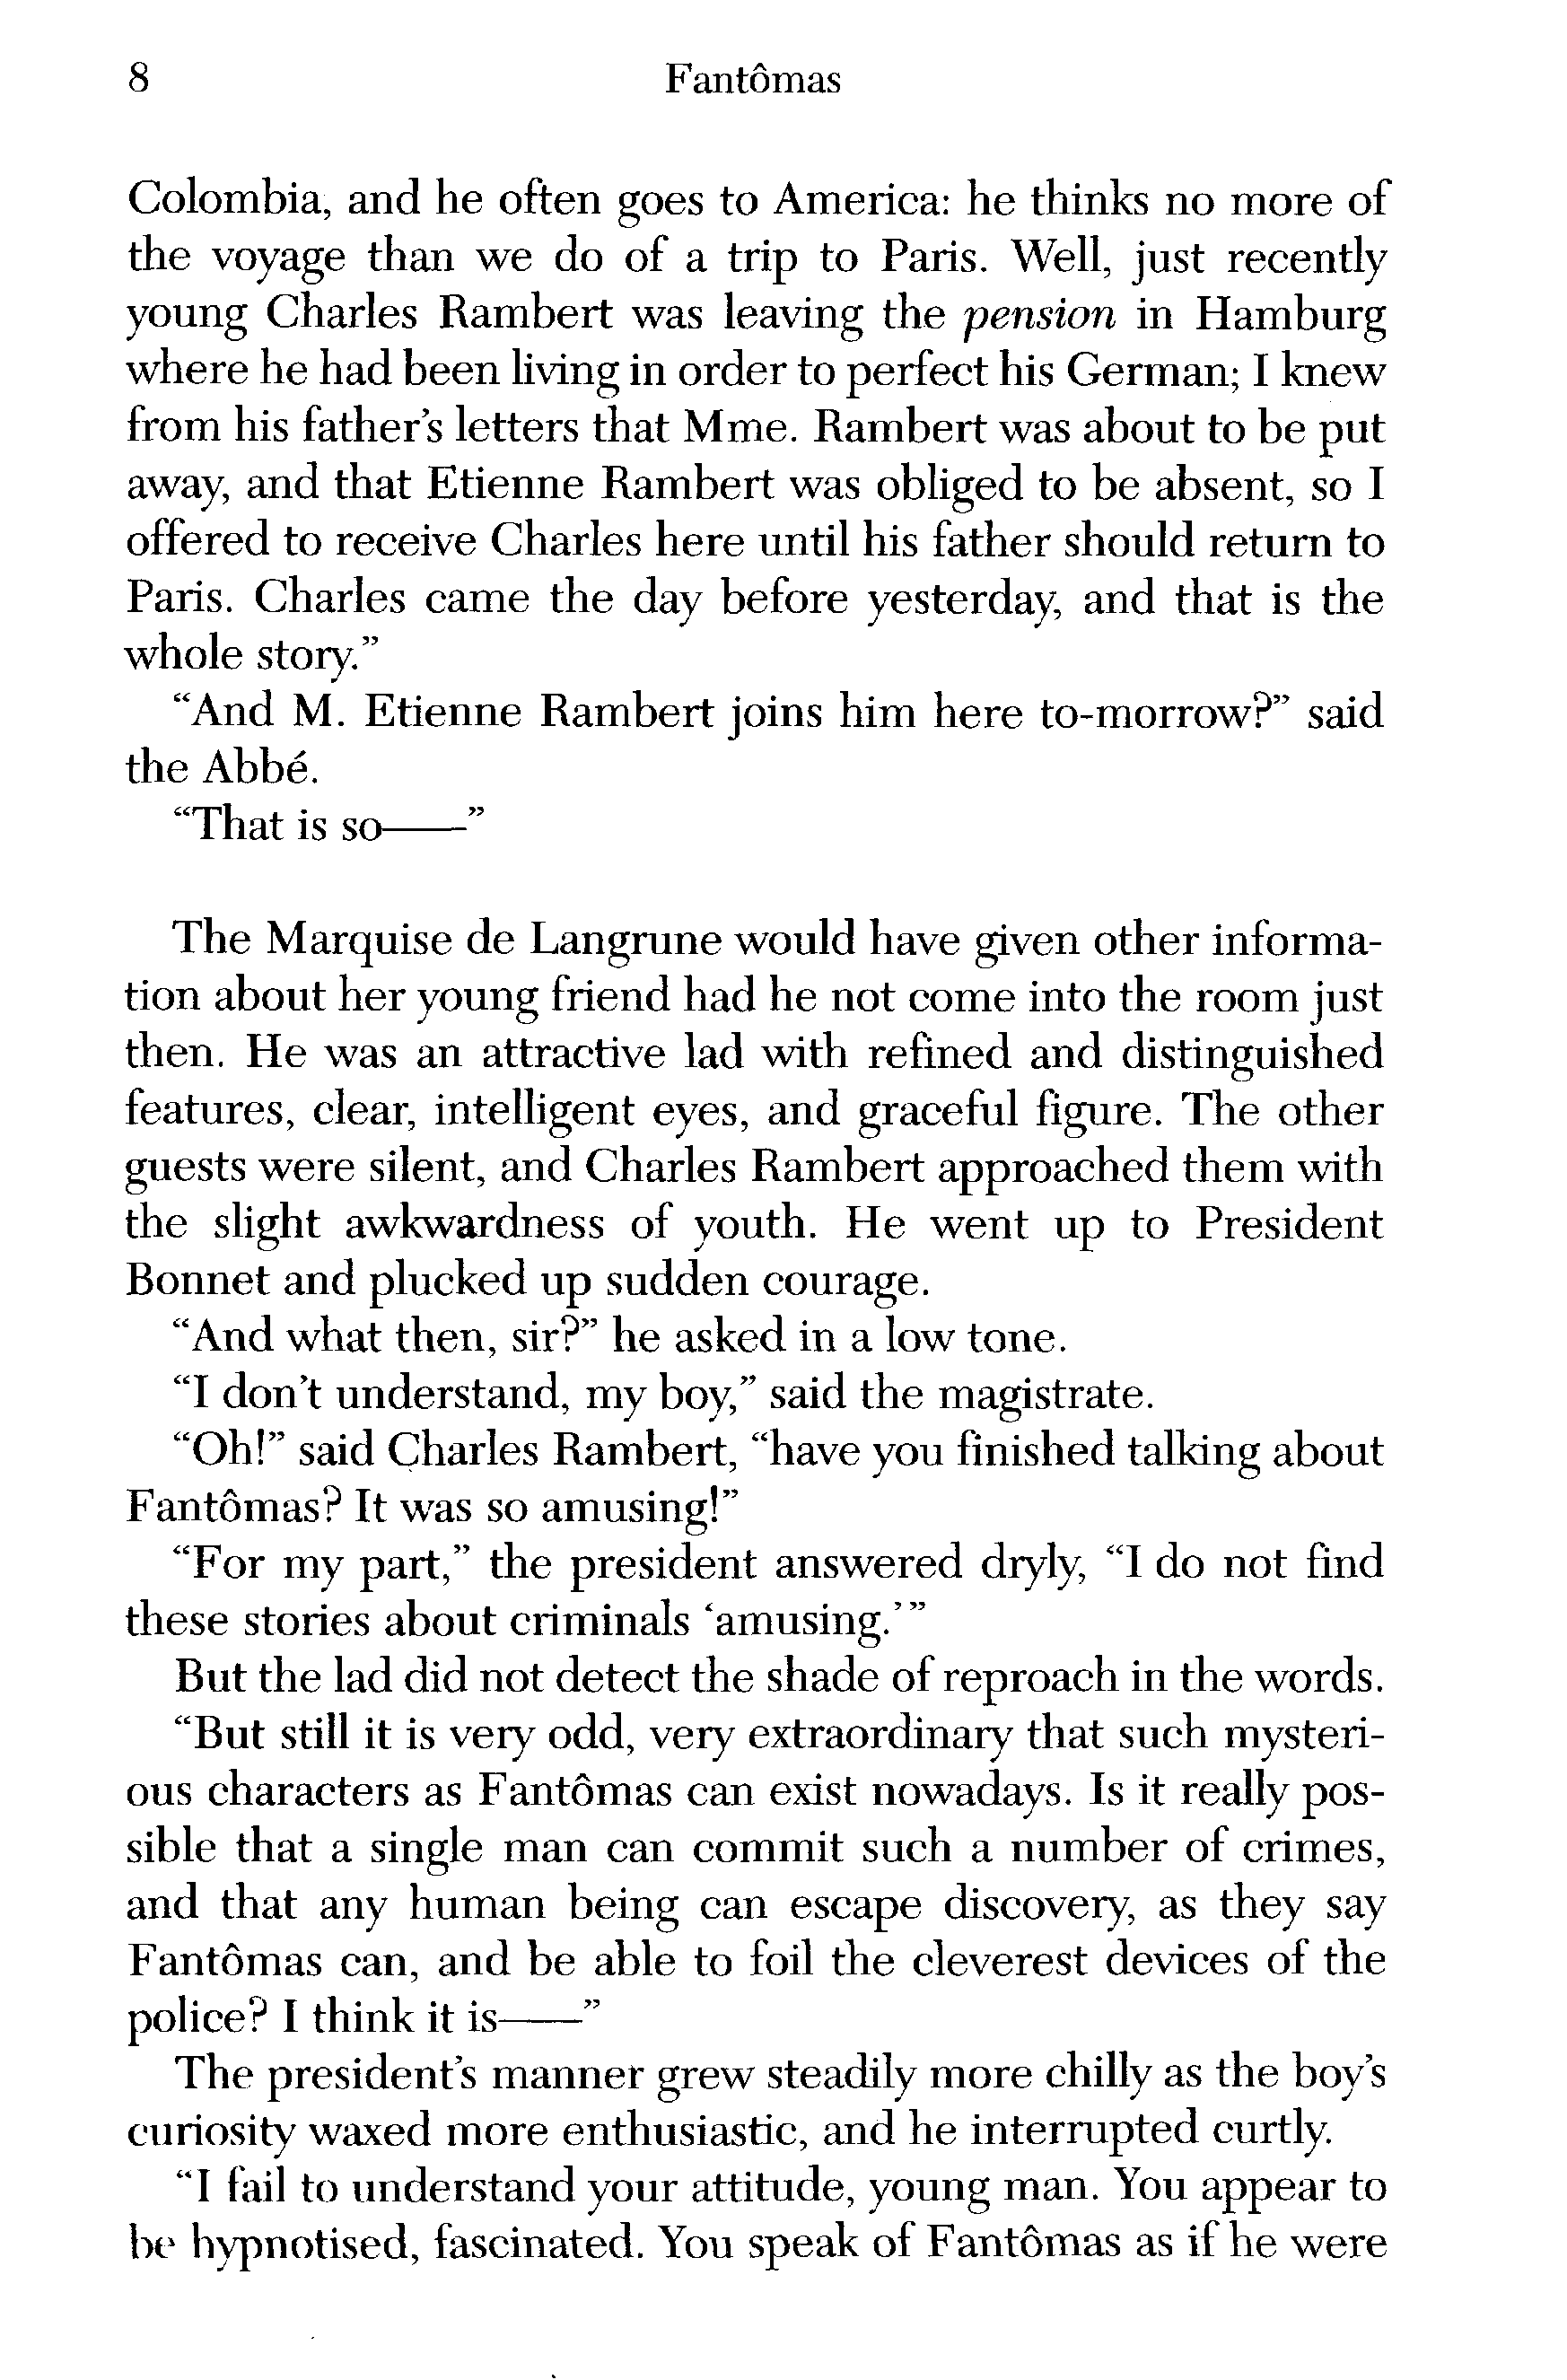 8 Fantômas
Colombia, and he often goes to America: he thinks no more of
the voyage than we do of a trip to Paris. Well, just recently
young Charles Rambert was leaving the pension in Hamburg
where he had been living in order to perfect his German; I knew
from his father’s letters that Mme. Rambert was about to be put
away, and that Etienne Rambert was obliged to be absent, so I
offered to receive Charles here until his father should return to
Paris. Charles came the day before yesterday, and that is the
whole story.”
“And M. Etienne Rambert joins him here to-morrow?” said
the Abbé.
“That is so——”
The Marquise de Langrune would have given other informa-
tion about her young friend had he not come into the room just
then. He was an attractive lad with refined and distinguished
features, clear, intelligent eyes, and graceful figure. The other
guests were silent, and Charles Rambert approached them with
the slight awkwardness of youth. He went up to President
Bonnet and plucked up sudden courage.
“And what then, sir?” he asked in a low tone.
“I don’t understand, my boy,” said the magistrate.
“Oh!” said Charles Rambert, “have you finished talking about
Fantômas? It was so amusing!”
“For my part,” the president answered dryly, “I do not find
these stories about criminals ‘amusing.’”
But the lad did not detect the shade of reproach in the words.
“But still it is very odd, very extraordinary that such mysteri-
ous characters as Fantômas can exist nowadays. Is it really pos-
sible that a single man can commit such a number of crimes,
and that any human being can escape discovery, as they say
Fantômas can, and be able to foil the cleverest devices of the
police? I think it is——”
The president’s manner grew steadily more chilly as the boy’s
curiosity waxed more enthusiastic, and he interrupted curtly.
“I fail to understand your attitude, young man. You appear to
be hypnotised, fascinated. You speak of Fantômas as if he were